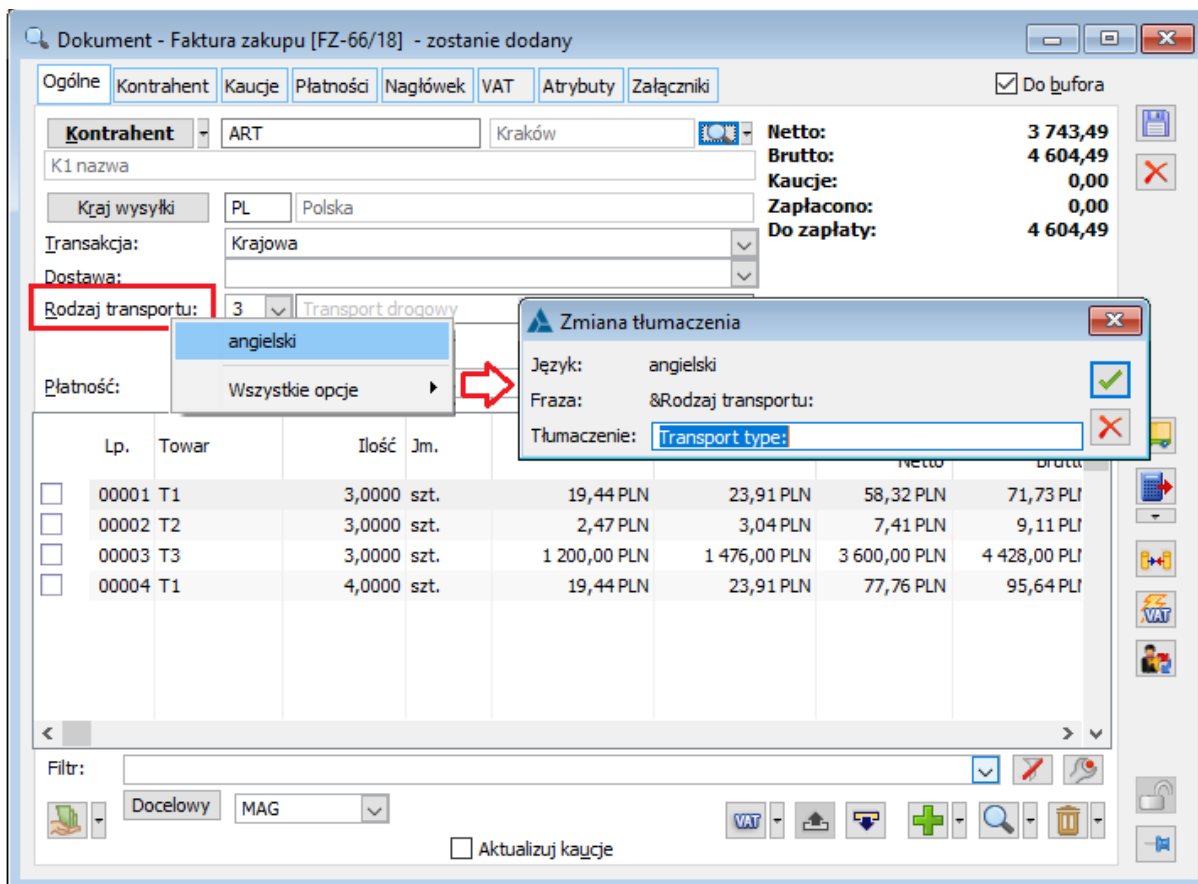 Dokument - Faktura zakupu [FZ-66/18] - zostanie dodany
Ogólne Kontrahent Kaucje Płatności Nagłówek VAT Atrybuty Załączniki Do bufora
Kontrahent ART Kraków Netto: 3 743,49
K1 nazwa Brutto: 4 604,49
Kaucje: 0,00
Kraj wysyłki PL Polska Zapłacono: 0,00
Transakcja: Krajowa Do zapłaty: 4 604,49
Dostawa:
Rodzaj transportu: 3 Transport drogowy
angielski
Wszystkie opcje
Płatność:
Zmiana tłumaczenia
Język: angielski
Fraza: &Rodzaj transportu:
Tłumaczenie: Transport type:
Lp. Towar Ilość Jm. Netto Brutto
00001 T1 3,0000 szt. 19,44 PLN 23,91 PLN 58,32 PLN 71,73 PLN
00002 T2 3,0000 szt. 2,47 PLN 3,04 PLN 7,41 PLN 9,11 PLN
00003 T3 3,0000 szt. 1 200,00 PLN 1 476,00 PLN 3 600,00 PLN 4 428,00 PLN
00004 T1 4,0000 szt. 19,44 PLN 23,91 PLN 77,76 PLN 95,64 PLN
VAT
Filtr:
Docelowy MAG VAT
Aktualizuj kaucje